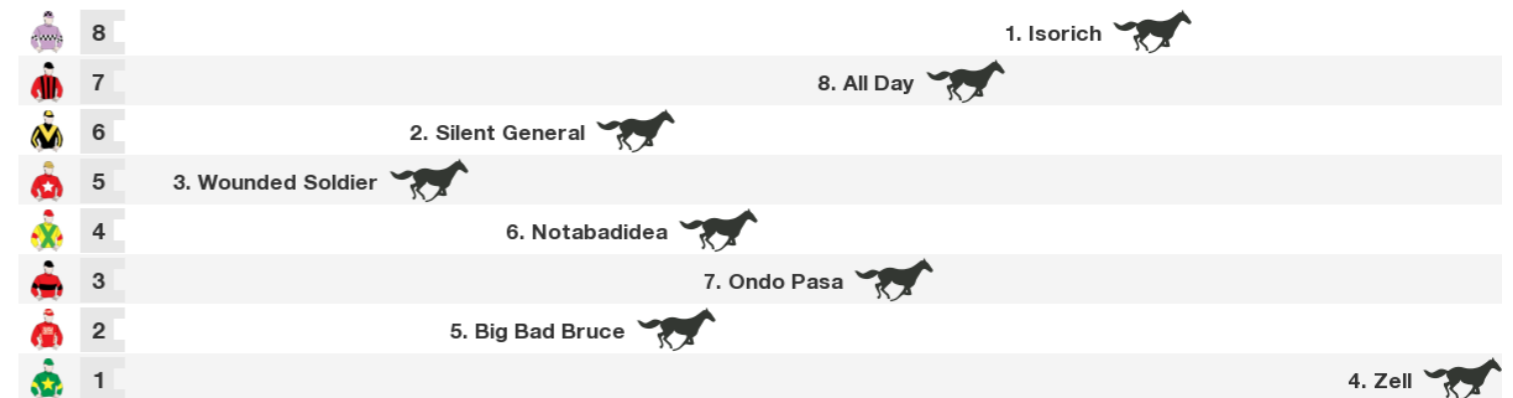 8 1. Isorich
7 8. All Day
6 2. Silent General
5 3. Wounded Soldier
4 6. Notabadidea
3 7. Ondo Pasa
2 5. Big Bad Bruce
1 4. Zell